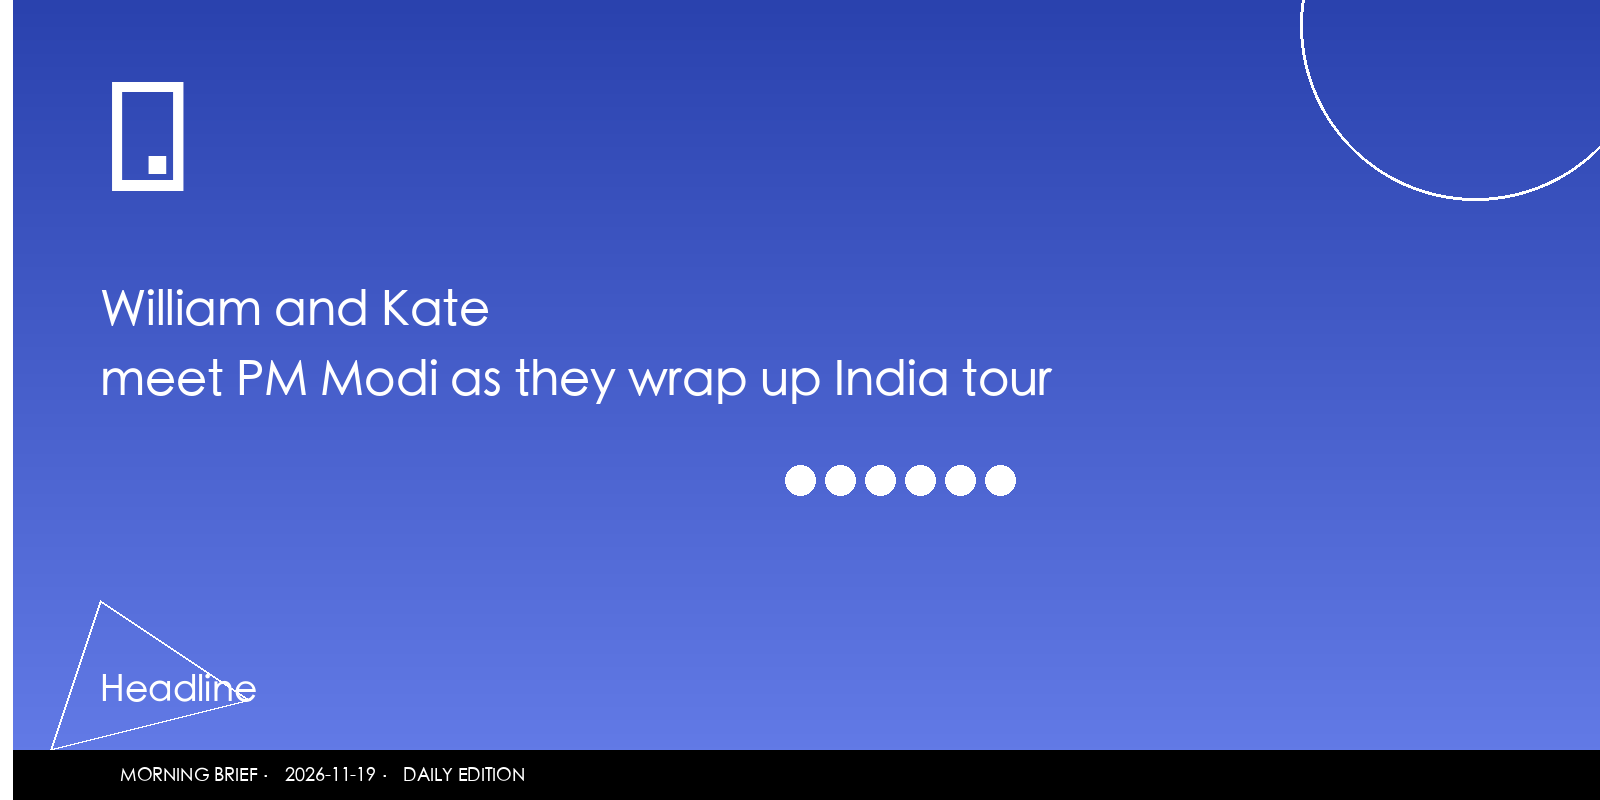 William and Kate
meet PM Modi as they wrap up India tour
Headline
MORNING BRIEF · 2026-11-19 · DAILY EDITION